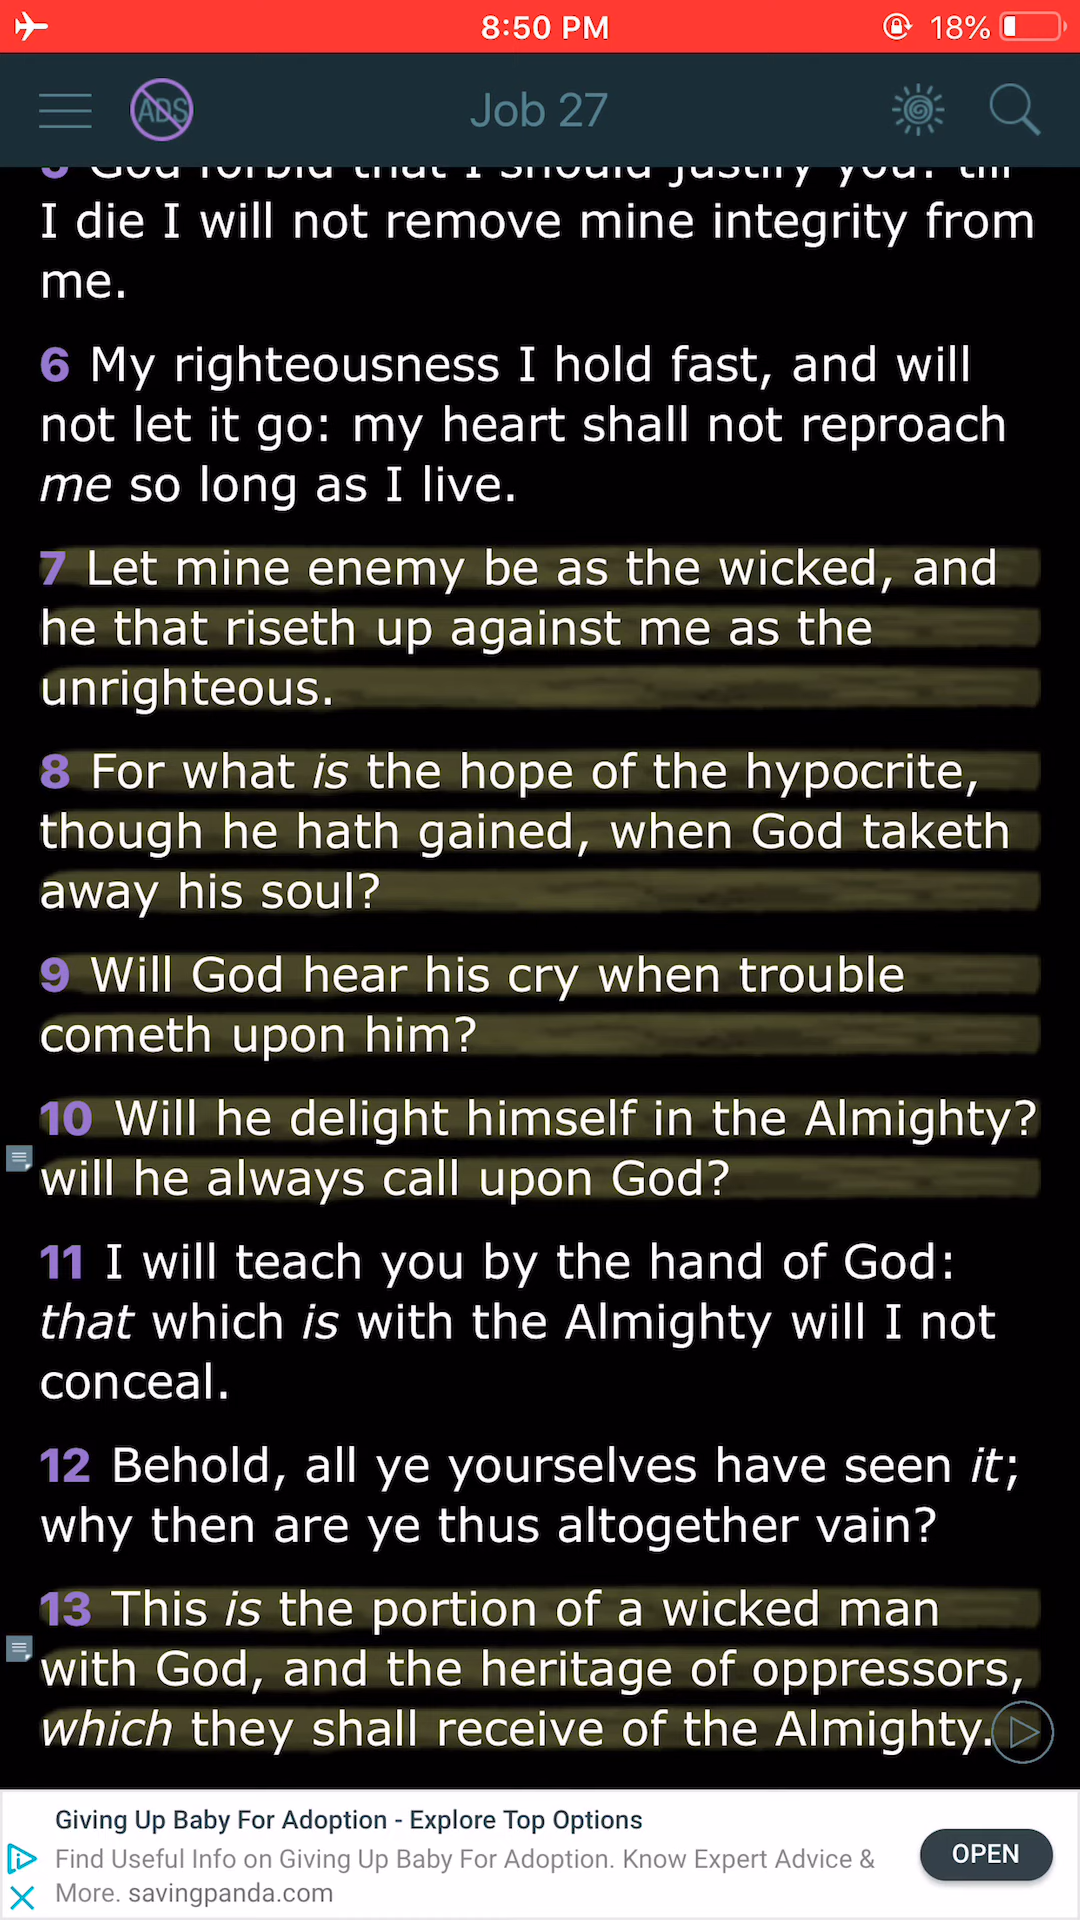 8:50 PM
18%
ADS
Job 27
5 God forbid that I should justify you: till
I die I will not remove mine integrity from
me.
6 My righteousness I hold fast, and will
not let it go: my heart shall not reproach
me so long as I live.
7 Let mine enemy be as the wicked, and
he that riseth up against me as the
unrighteous.
8 For what is the hope of the hypocrite,
though he hath gained, when God taketh
away his soul?
9 Will God hear his cry when trouble
cometh upon him?
10 Will he delight himself in the Almighty?
will he always call upon God?
11 I will teach you by the hand of God:
that which is with the Almighty will I not
conceal.
12 Behold, all ye yourselves have seen it;
why then are ye thus altogether vain?
13 This is the portion of a wicked man
with God, and the heritage of oppressors,
which they shall receive of the Almighty.
Giving Up Baby For Adoption - Explore Top Options
Find Useful Info on Giving Up Baby For Adoption. Know Expert Advice &
More. savingpanda.com
OPEN